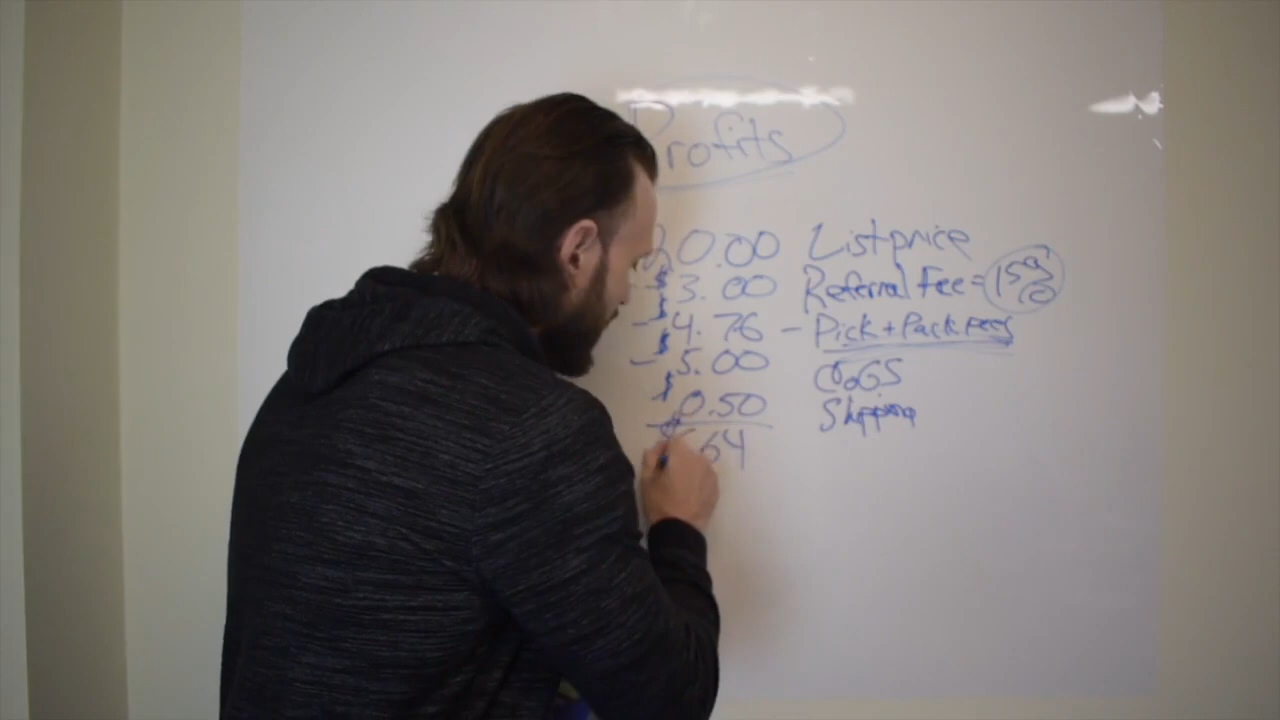 Profits
20.00 List price
$3.00 Referral Fee = 15%
- $4.76 - Pick + Pack fees
- $5.00 COGS
$0.50 Shipping
64